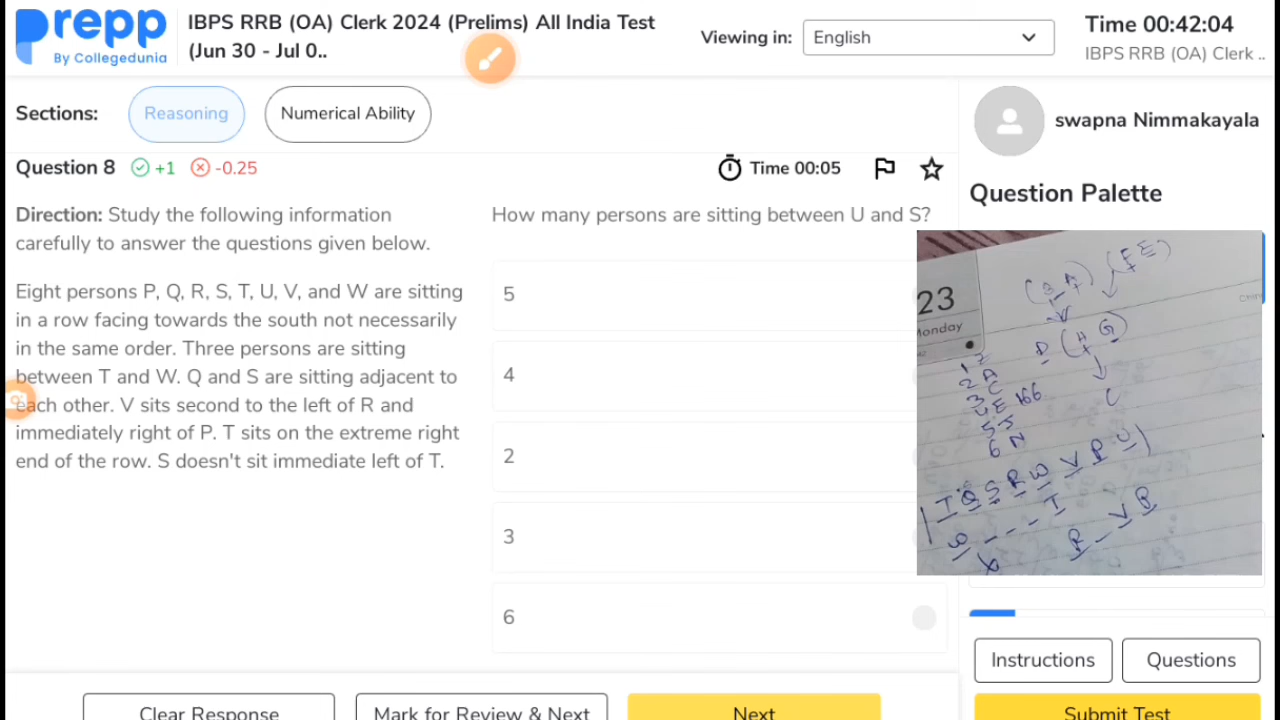 Prepp
By Collegedunia
IBPS RRB (OA) Clerk 2024 (Prelims) All India Test
(Jun 30 - Jul 0..
Viewing in:
English
Time 00:42:04
IBPS RRB (OA) Clerk ..
Sections:
Reasoning
Numerical Ability
swapna Nimmakayala
Question 8
+1
-0.25
Time 00:05
Question Palette
Direction: Study the following information
carefully to answer the questions given below.
Eight persons P, Q, R, S, T, U, V, and W are sitting
in a row facing towards the south not necessarily
in the same order. Three persons are sitting
between T and W. Q and S are sitting adjacent to
each other. V sits second to the left of R and
immediately right of P. T sits on the extreme right
end of the row. S doesn't sit immediate left of T.
How many persons are sitting between U and S?
5
4
2
3
6
23
Monday
T Q S R W V P U
Instructions
Questions
Clear Response
Mark for Review & Next
Next
Submit Test